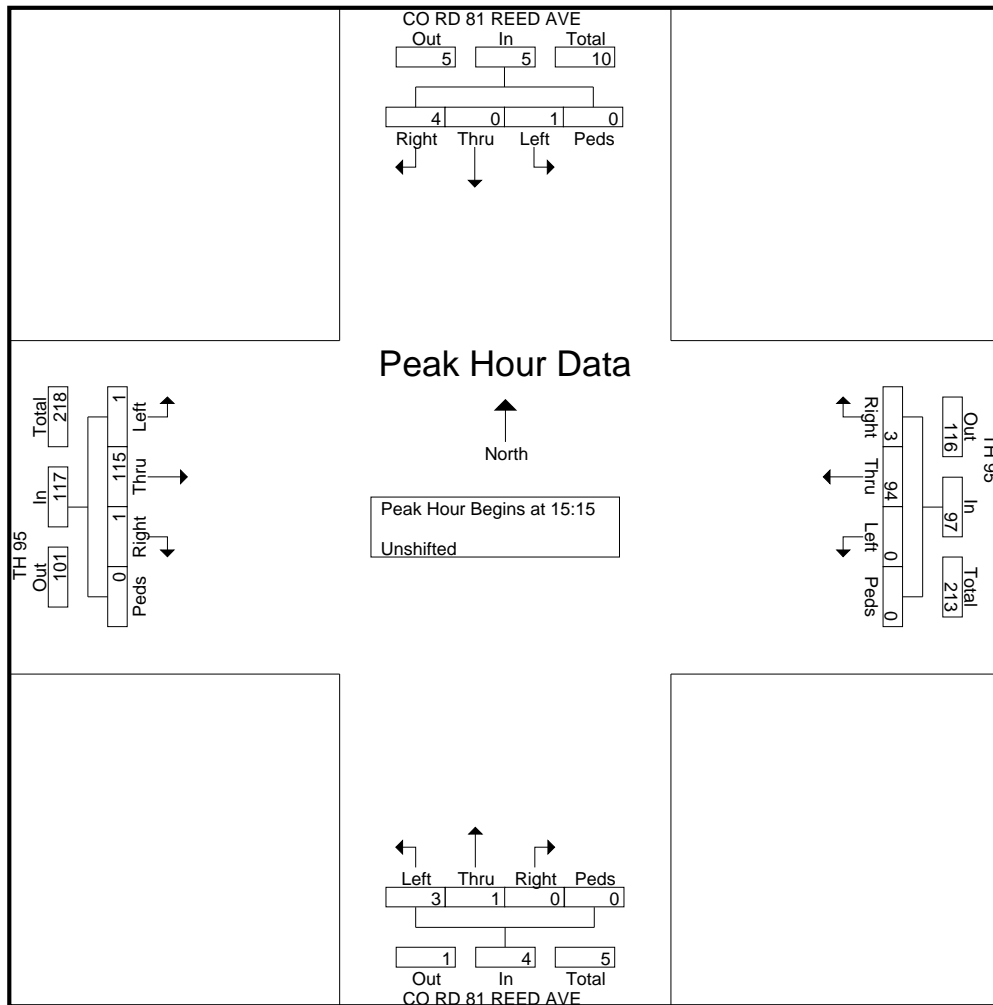 CO RD 81 REED AVE
Out In Total
5 5 10
4 0 1 0
Right Thru Left Peds
Peak Hour Data
North
Peak Hour Begins at 15:15
Unshifted
TH 95
Total In Out
218 117 101
1 115 1 0
Left Thru Right Peds
Right Thru Left Peds
3 94 0 0
Out In Total
116 97 213
TH 95
Left Thru Right Peds
3 1 0 0
1 4 5
Out In Total
CO RD 81 REED AVE